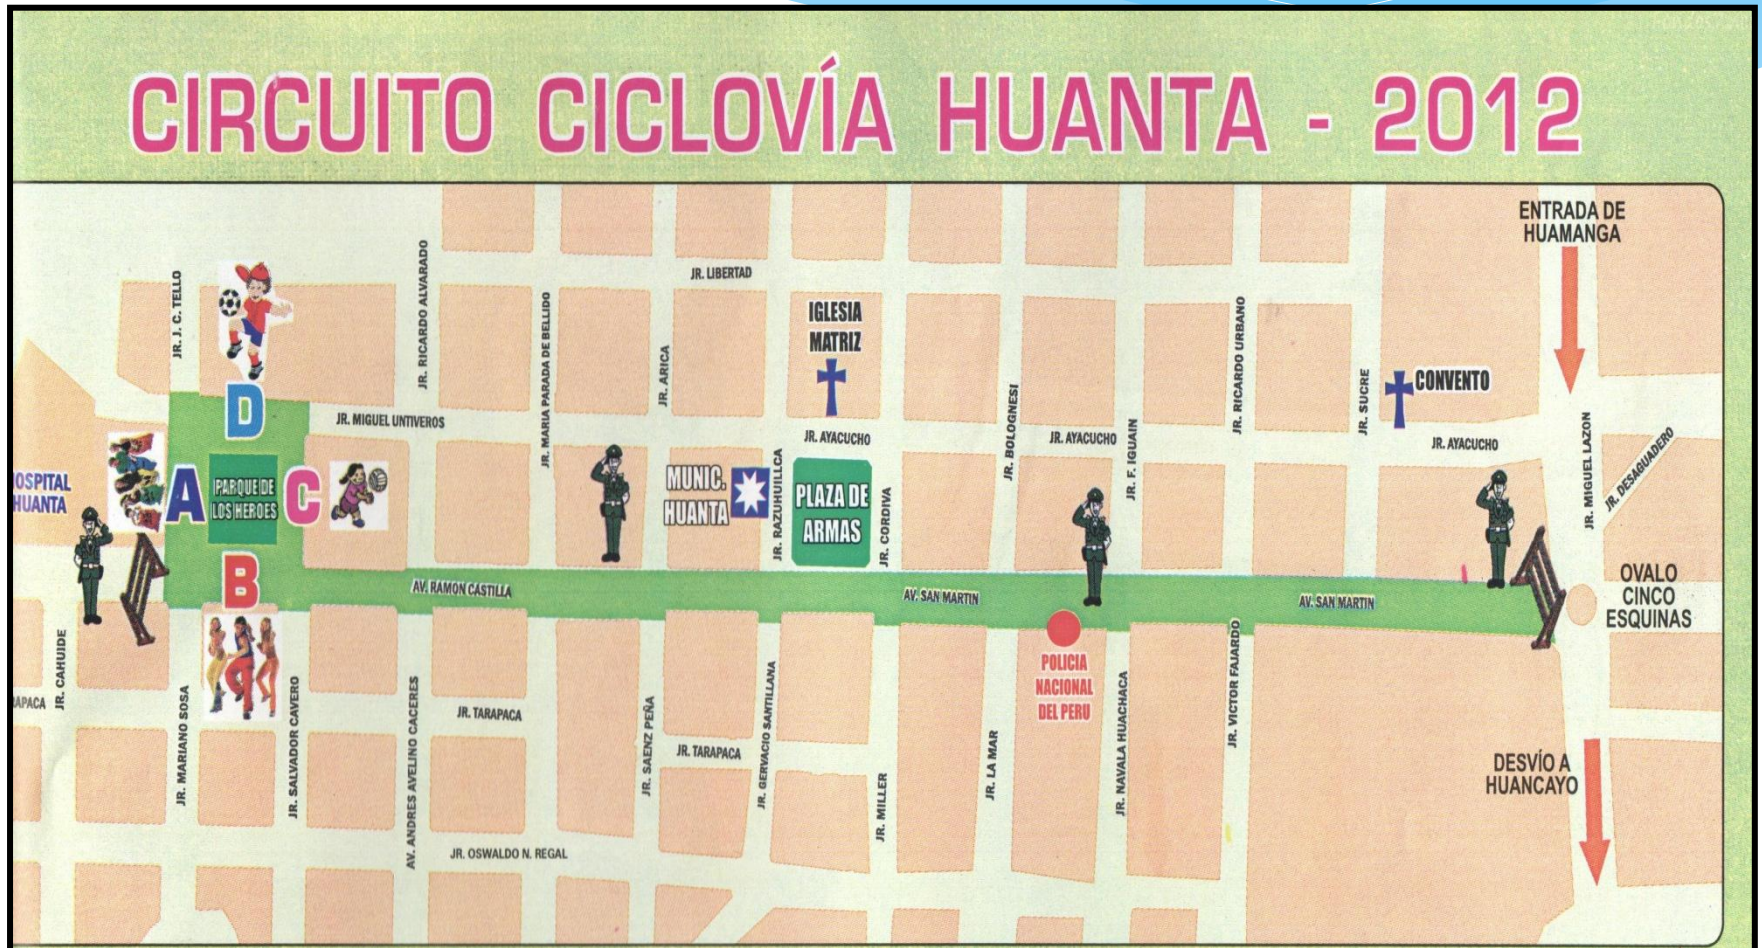 CIRCUITO CICLOVÍA HUANTA - 2012
ENTRADA DE
HUAMANGA
JR. LIBERTAD
JR. J. C. TELLO
JR. RICARDO ALVARADO
JR. MARIA PARADA DE BELLIDO
JR. ARICA
IGLESIA
MATRIZ
JR. RICARDO URBANO
JR. SUCRE
CONVENTO
D
JR. MIGUEL UNTIVEROS
JR. AYACUCHO
JR. BOLOGNESI
JR. AYACUCHO
JR. F. IGUAIN
JR. AYACUCHO
JR. MIGUEL LAZON
JR. DESAGUADERO
OSPITAL
HUANTA
A
PARQUE DE
LOS HEROES
C
MUNIC.
HUANTA
JR. RAZUHUILLCA
PLAZA DE
ARMAS
JR. CORDIVA
B
AV. RAMON CASTILLA
AV. SAN MARTIN
AV. SAN MARTIN
OVALO
CINCO
ESQUINAS
RAPACA
JR. CAHUIDE
JR. MARIANO SOSA
JR. SALVADOR CAVERO
AV. ANDRES AVELINO CACERES
JR. TARAPACA
JR. SAENZ PEÑA
JR. TARAPACA
JR. GERVACIO SANTILLANA
JR. MILLER
JR. LA MAR
POLICIA
NACIONAL
DEL PERU
JR. NAVALA HUACHACA
JR. VICTOR FAJARDO
DESVÍO A
HUANCAYO
JR. OSWALDO N. REGAL